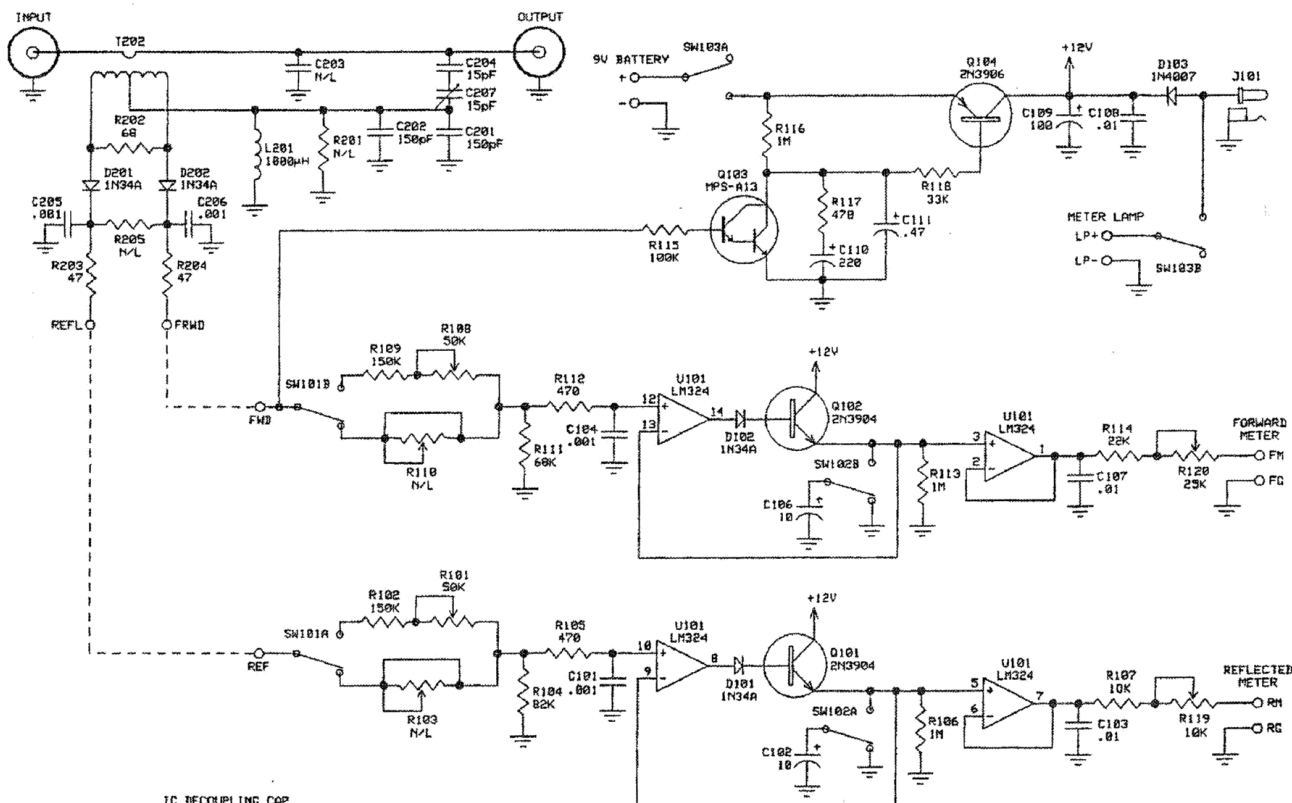 INPUT
T202
OUTPUT
C203
N/L
C204
15pF
C207
15pF
R202
68
L201
1000µH
R201
N/L
C202
150pF
C201
150pF
D201
1N34A
D202
1N34A
C205
.001
C206
.001
R205
N/L
R203
47
R204
47
REFL
FRWD
9V BATTERY
+
-
SW103A
Q104
2N3906
+12V
D103
1N4007
J101
R116
1M
C109
100
+
C108
.01
Q103
MPS-A13
R118
33K
R117
470
+
C111
.47
+
C110
220
R115
100K
METER LAMP
LP+
LP-
SW103B
R109
150K
R108
50K
SW101B
FWD
R110
N/L
R112
470
R111
68K
C104
.001
12
13
+
-
U101
LM324
14
D102
1N34A
+12V
Q102
2N3904
SW102B
C106
10
+
R113
1M
3
2
+
-
U101
LM324
1
C107
.01
R114
22K
R120
25K
FORWARD
METER
FM
FG
R102
150K
R101
50K
SW101A
REF
R103
N/L
R105
470
R104
82K
C101
.001
10
9
+
-
U101
LM324
8
D101
1N34A
+12V
Q101
2N3904
SW102A
C102
10
+
R106
1M
5
6
+
-
U101
LM324
7
C103
.01
R107
10K
R119
10K
REFLECTED
METER
RM
RG
IC DECOUPLING CAP